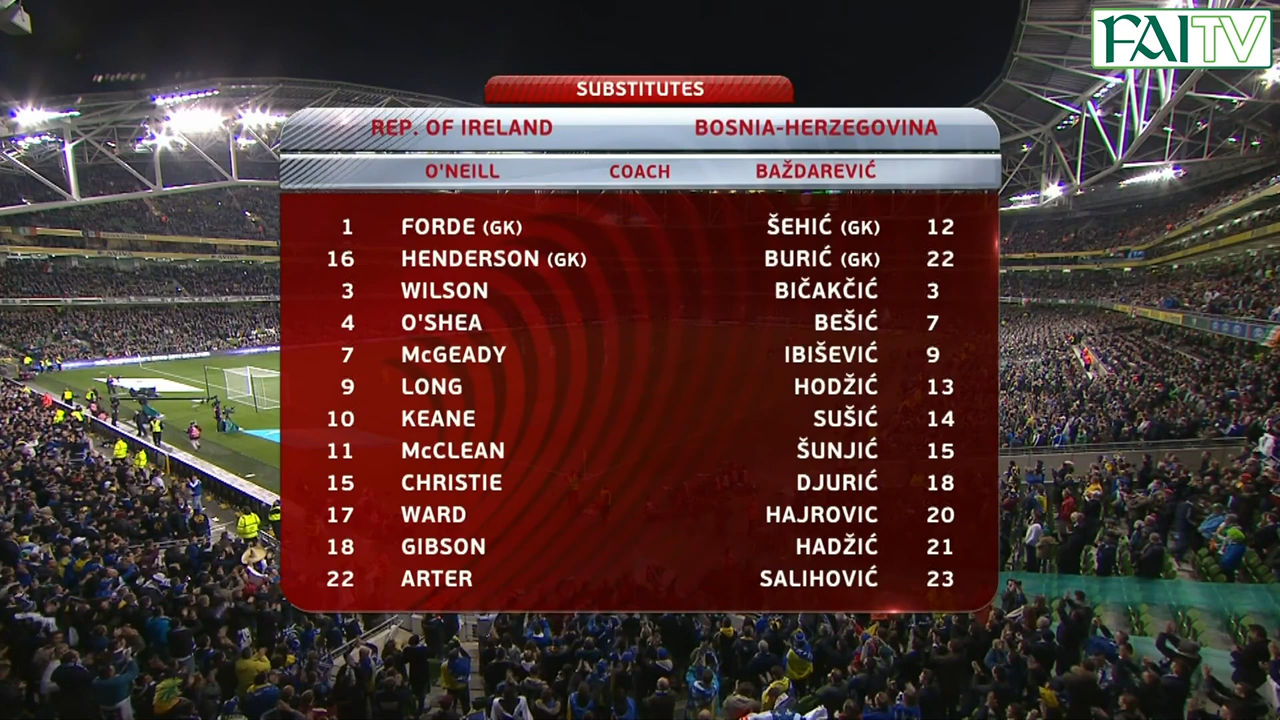 FAITV
SUBSTITUTES
REP. OF IRELAND BOSNIA-HERZEGOVINA
O'NEILL COACH BAŽDAREVIĆ
1 FORDE (GK) ŠEHIĆ (GK) 12
16 HENDERSON (GK) BURIĆ (GK) 22
3 WILSON BIČAKČIĆ 3
4 O'SHEA BEŠIĆ 7
7 McGEADY IBIŠEVIĆ 9
9 LONG HODŽIĆ 13
10 KEANE SUŠIĆ 14
11 McCLEAN ŠUNJIĆ 15
15 CHRISTIE DJURIĆ 18
17 WARD HAJROVIC 20
18 GIBSON HADŽIĆ 21
22 ARTER SALIHOVIĆ 23